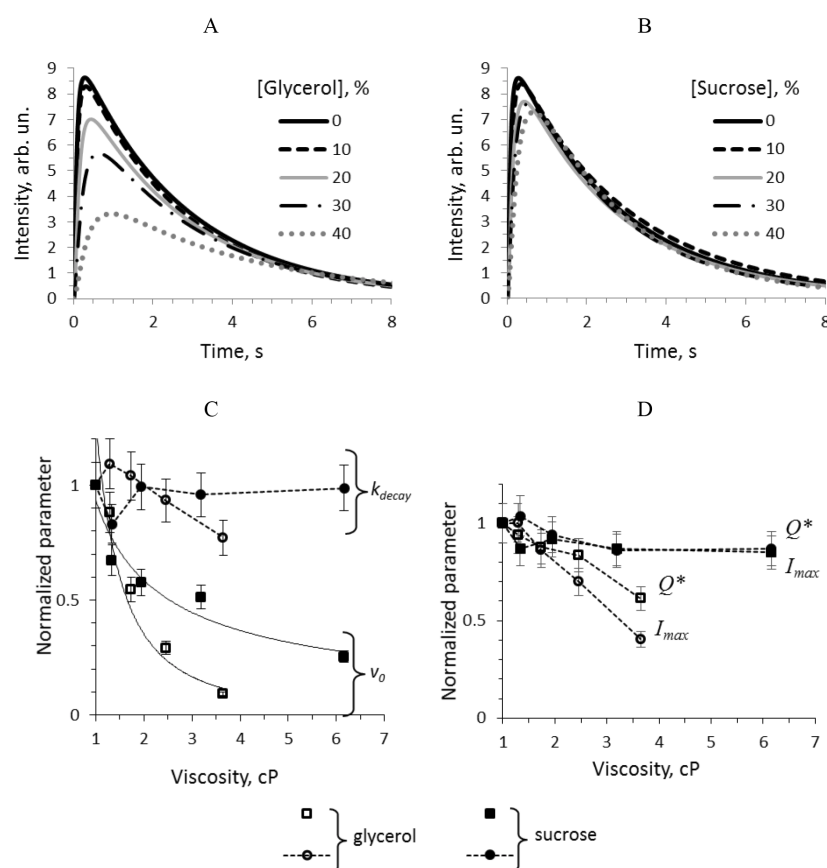 A
9
8
7
6
5
4
3
2
1
0
Intensity, arb. un.
[Glycerol], %
0
10
20
30
40
0 2 4 6 8
Time, s
B
9
8
7
6
5
4
3
2
1
0
Intensity, arb. un.
[Sucrose], %
0
10
20
30
40
0 2 4 6 8
Time, s
C
1
0.5
0
Normalized parameter
k_decay
v_0
1 2 3 4 5 6 7
Viscosity, cP
D
1
0.5
0
Normalized parameter
Q*
I_max
Q*
I_max
1 2 3 4 5 6 7
Viscosity, cP
glycerol
sucrose